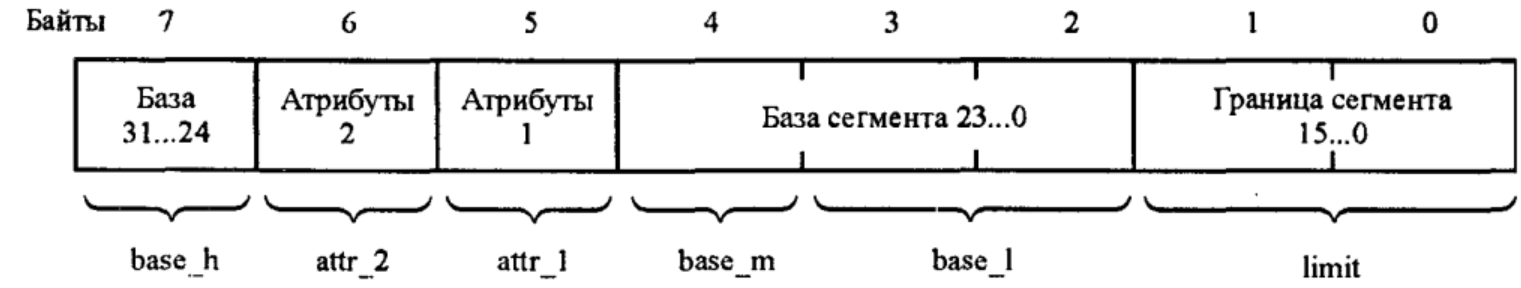 Байты 7 6 5 4 3 2 1 0
База Атрибуты Атрибуты База сегмента 23...0 Граница сегмента
31...24 2 1 15...0
base_h attr_2 attr_1 base_m base_l limit